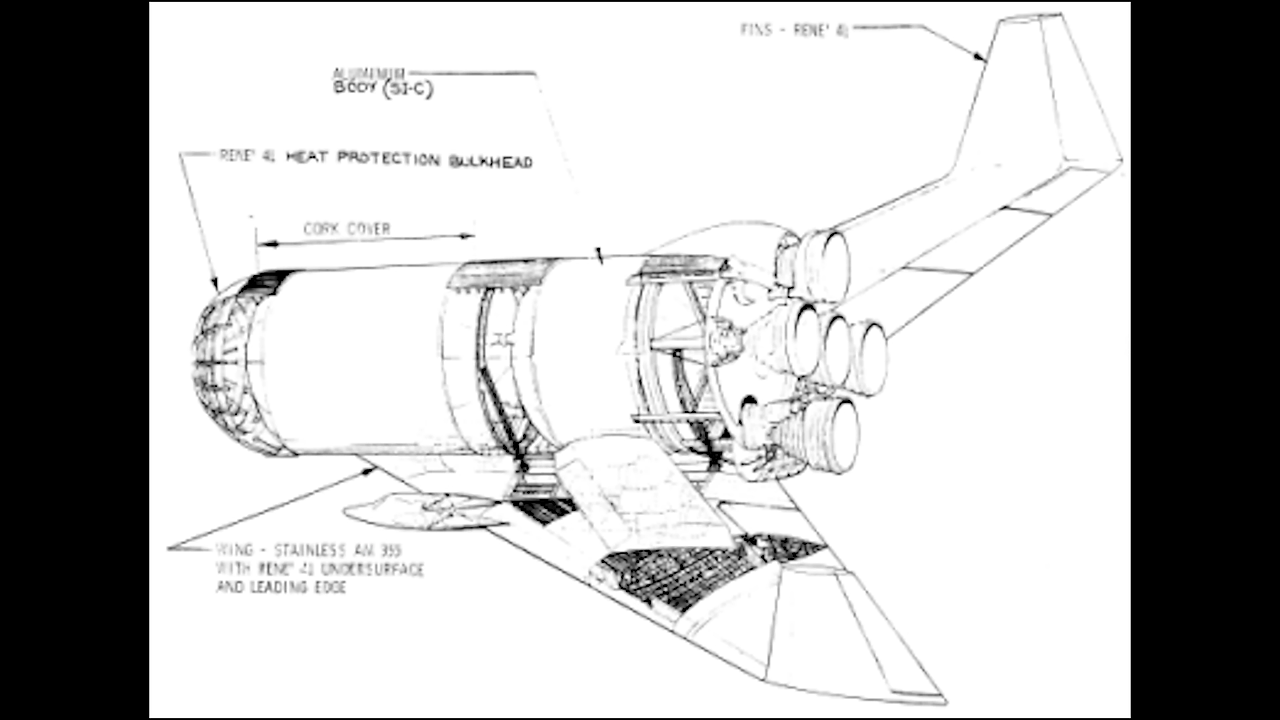 FINS - RENE' 41
ALUMINUM
BODY (SI-C)
RENE' 41 HEAT PROTECTION BULKHEAD
CORK COVER
WING - STAINLESS AM 355
WITH RENE' 41 UNDERSURFACE
AND LEADING EDGE